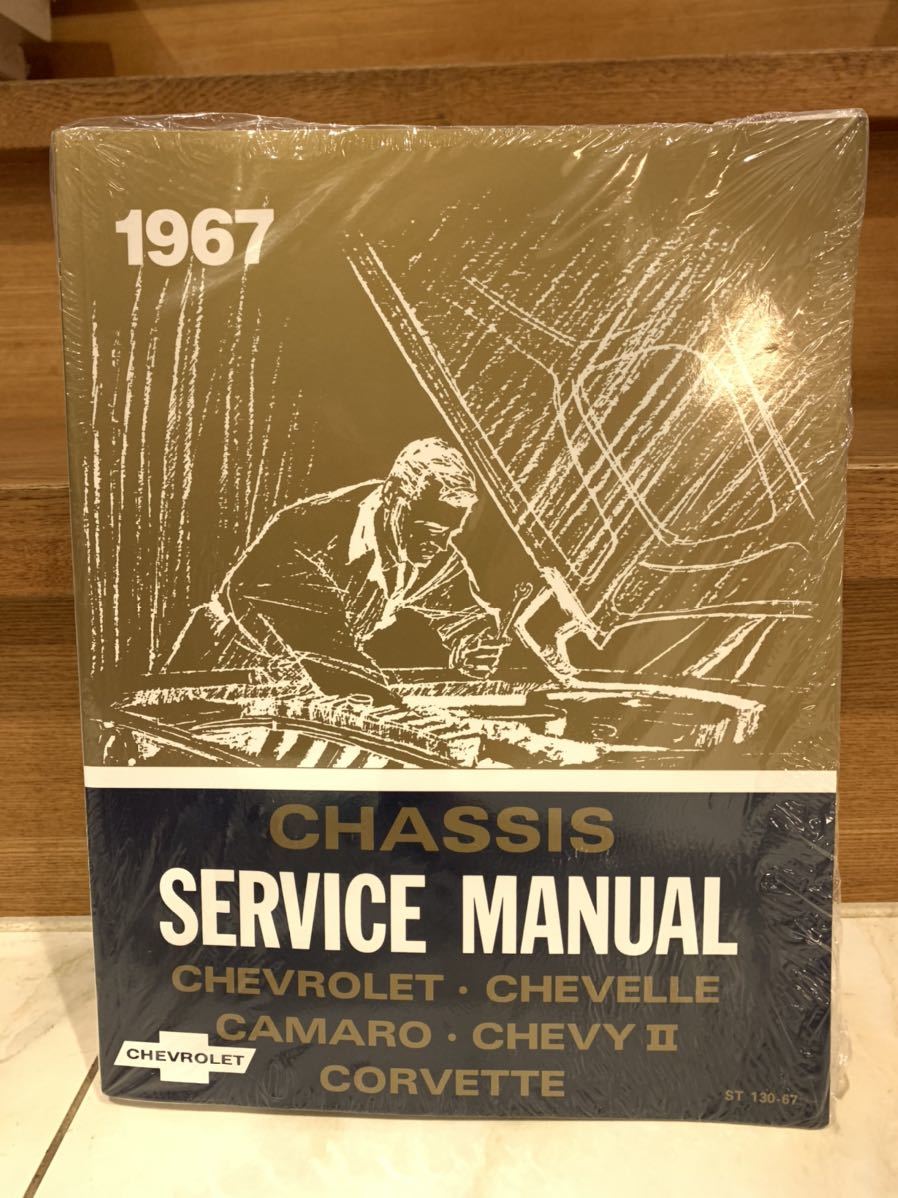 1967
CHASSIS
SERVICE MANUAL
CHEVROLET · CHEVELLE
CAMARO · CHEVY II
CORVETTE
CHEVROLET
ST 130-67